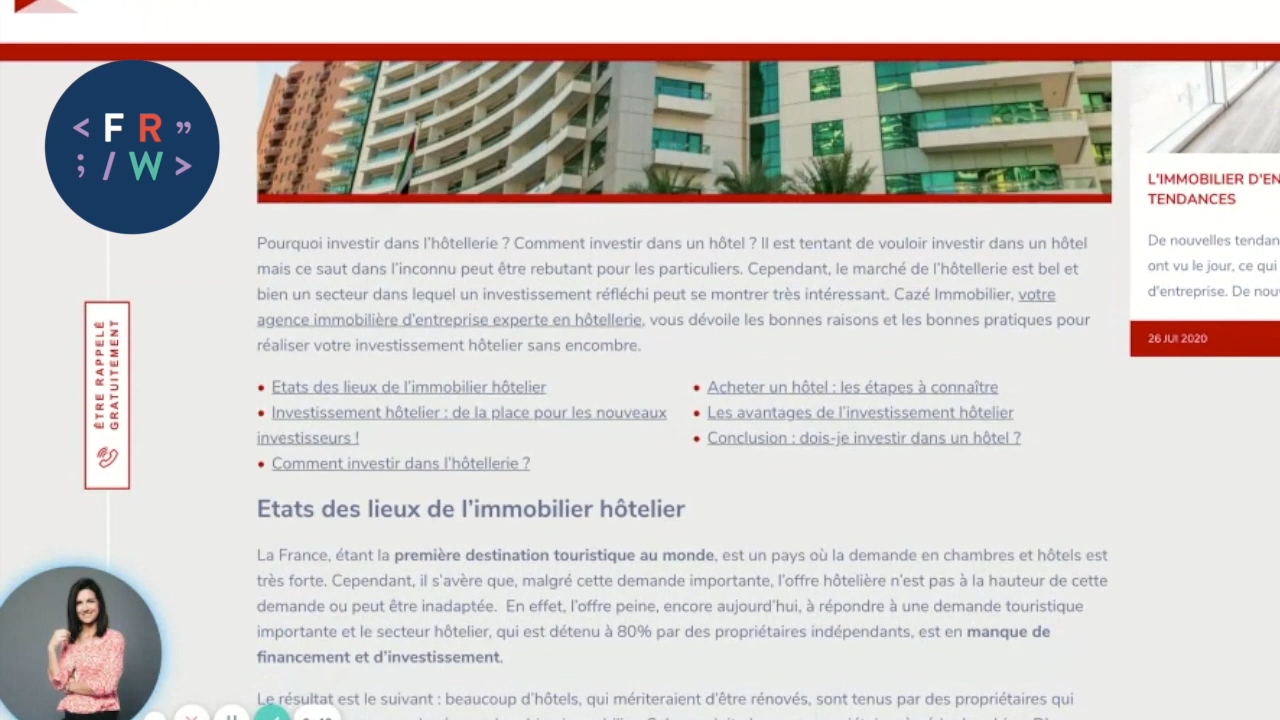 < F R ”
; / W >
ÊTRE RAPPELÉ
GRATUITEMENT
Pourquoi investir dans l’hôtellerie ? Comment investir dans un hôtel ? Il est tentant de vouloir investir dans un hôtel
mais ce saut dans l’inconnu peut être rebutant pour les particuliers. Cependant, le marché de l’hôtellerie est bel et
bien un secteur dans lequel un investissement réfléchi peut se montrer très intéressant. Cazé Immobilier, votre
agence immobilière d’entreprise experte en hôtellerie, vous dévoile les bonnes raisons et les bonnes pratiques pour
réaliser votre investissement hôtelier sans encombre.
• Etats des lieux de l’immobilier hôtelier
• Investissement hôtelier : de la place pour les nouveaux
investisseurs !
• Comment investir dans l’hôtellerie ?
• Acheter un hôtel : les étapes à connaître
• Les avantages de l’investissement hôtelier
• Conclusion : dois-je investir dans un hôtel ?
Etats des lieux de l’immobilier hôtelier
La France, étant la première destination touristique au monde, est un pays où la demande en chambres et hôtels est
très forte. Cependant, il s’avère que, malgré cette demande importante, l’offre hôtelière n’est pas à la hauteur de cette
demande ou peut être inadaptée. En effet, l’offre peine, encore aujourd’hui, à répondre à une demande touristique
importante et le secteur hôtelier, qui est détenu à 80% par des propriétaires indépendants, est en manque de
financement et d’investissement.
Le résultat est le suivant : beaucoup d’hôtels, qui mériteraient d’être rénovés, sont tenus par des propriétaires qui
L'IMMOBILIER D'EN
TENDANCES
De nouvelles tendan
ont vu le jour, ce qui
d'entreprise. De nou
26 JUI 2020